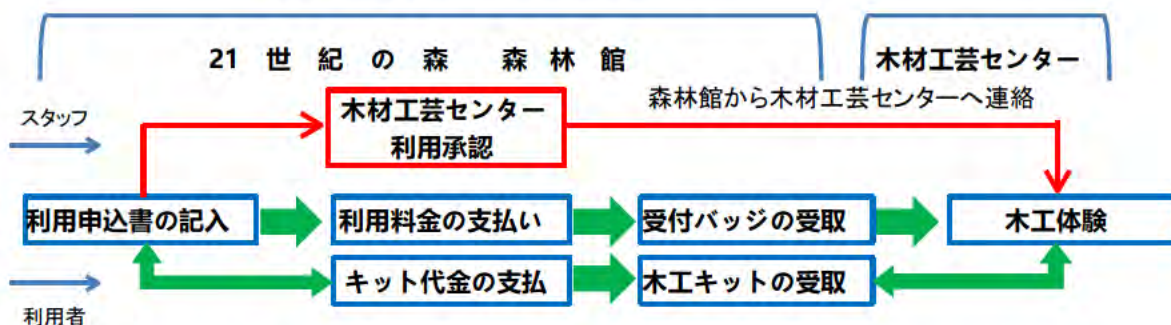 21 世 紀 の 森 森 林 館
木材工芸センター
スタッフ
木材工芸センター
利用承認
森林館から木材工芸センターへ連絡
利用申込書の記入
利用料金の支払い
受付バッジの受取
木工体験
キット代金の支払
木工キットの受取
利用者